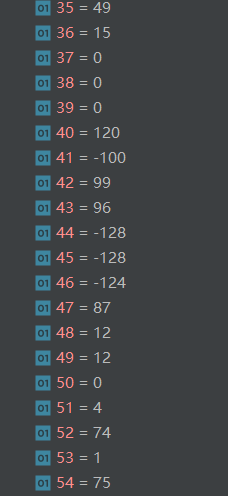 01 35 = 49
01 36 = 15
01 37 = 0
01 38 = 0
01 39 = 0
01 40 = 120
01 41 = -100
01 42 = 99
01 43 = 96
01 44 = -128
01 45 = -128
01 46 = -124
01 47 = 87
01 48 = 12
01 49 = 12
01 50 = 0
01 51 = 4
01 52 = 74
01 53 = 1
01 54 = 75